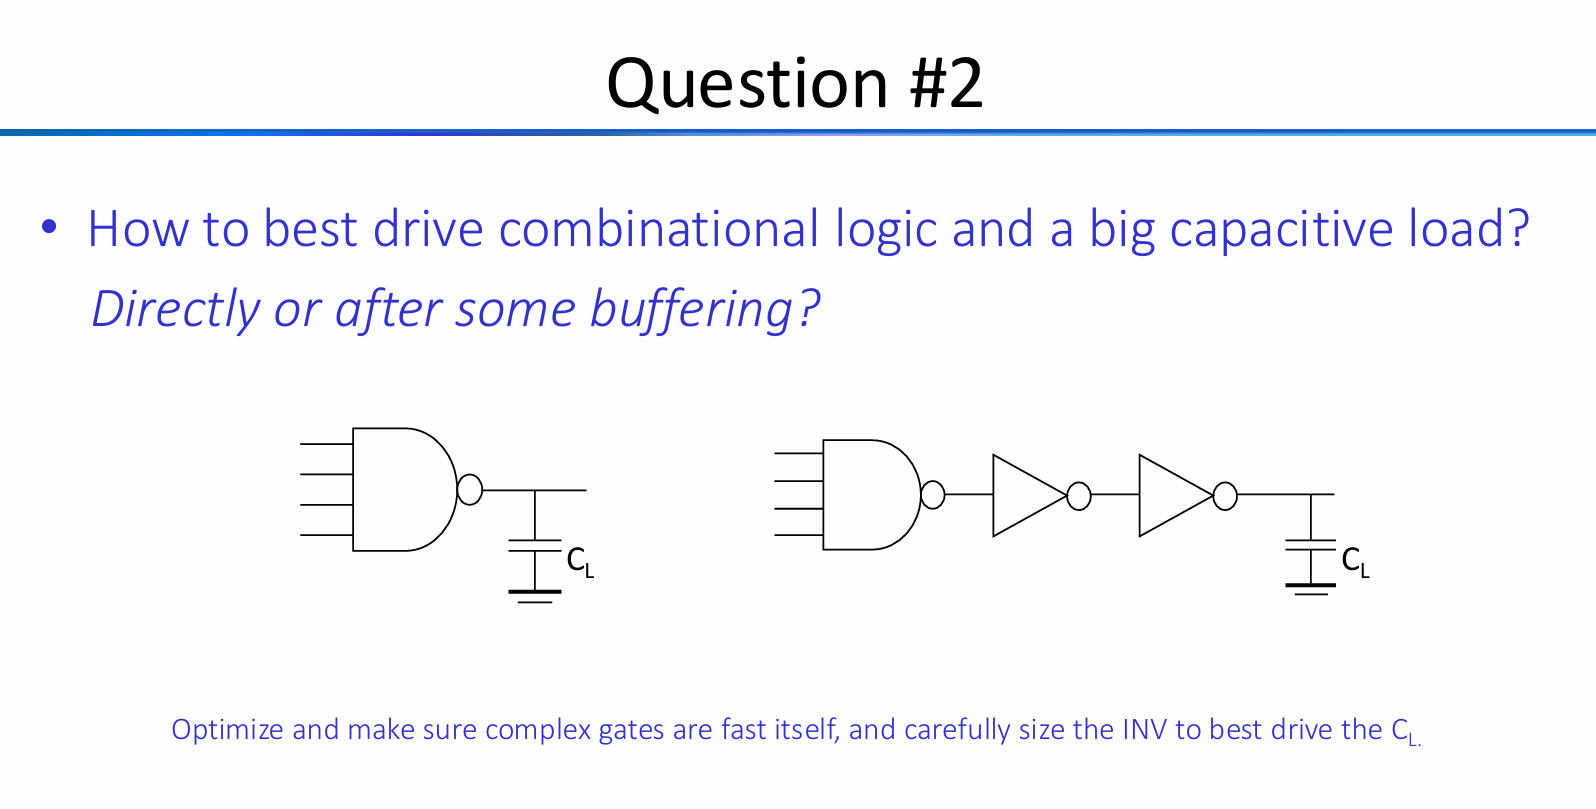 Question #2
• How to best drive combinational logic and a big capacitive load?
Directly or after some buffering?
C_L
C_L
Optimize and make sure complex gates are fast itself, and carefully size the INV to best drive the C_L.